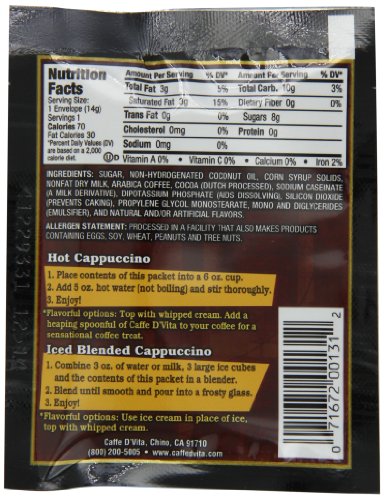 Nutrition Facts
Serving Size:
1 Envelope (14g)
Servings 1
Calories 70
Fat Calories 30
*Percent Daily Values (DV)
are based on a 2,000
calorie diet.
Amount Per Serving % DV* Amount Per Serving % DV*
Total Fat 3g 5% Total Carb. 10g 3%
Saturated Fat 3g 15% Dietary Fiber 0g 0%
Trans Fat 0g 0% Sugars 8g
Cholesterol 0mg 0% Protein 0g
Sodium 0mg 0%
Vitamin A 0% • Vitamin C 0% • Calcium 0% • Iron 2%
INGREDIENTS: SUGAR, NON-HYDROGENATED COCONUT OIL, CORN SYRUP SOLIDS,
NONFAT DRY MILK, ARABICA COFFEE, COCOA (DUTCH PROCESSED), SODIUM CASEINATE
(A MILK DERIVATIVE), DIPOTASSIUM PHOSPHATE (AIDS DISSOLVING), SILICON DIOXIDE
(PREVENTS CAKING), PROPYLENE GLYCOL MONOSTEARATE, MONO AND DIGLYCERIDES
(EMULSIFIER), AND NATURAL AND/OR ARTIFICIAL FLAVORS.
ALLERGEN STATEMENT: PROCESSED IN A FACILITY THAT ALSO MAKES PRODUCTS
CONTAINING EGGS, SOY, WHEAT, PEANUTS AND TREE NUTS.
Hot Cappuccino
1. Place contents of this packet into a 6 oz. cup.
2. Add 5 oz. hot water (not boiling) and stir thoroughly.
3. Enjoy!
*Flavorful options: Top with whipped cream. Add a
heaping spoonful of Caffe D'Vita to your coffee for a
sensational coffee treat.
Iced Blended Cappuccino
1. Combine 3 oz. of water or milk, 3 large ice cubes
and the contents of this packet in a blender.
2. Blend until smooth and pour into a frosty glass.
3. Enjoy!
*Flavorful options: Use ice cream in place of ice,
top with whipped cream.
Caffe D'Vita, Chino, CA 91710
(800) 200-5005 • www.caffedvita.com
0 71672 00131 2